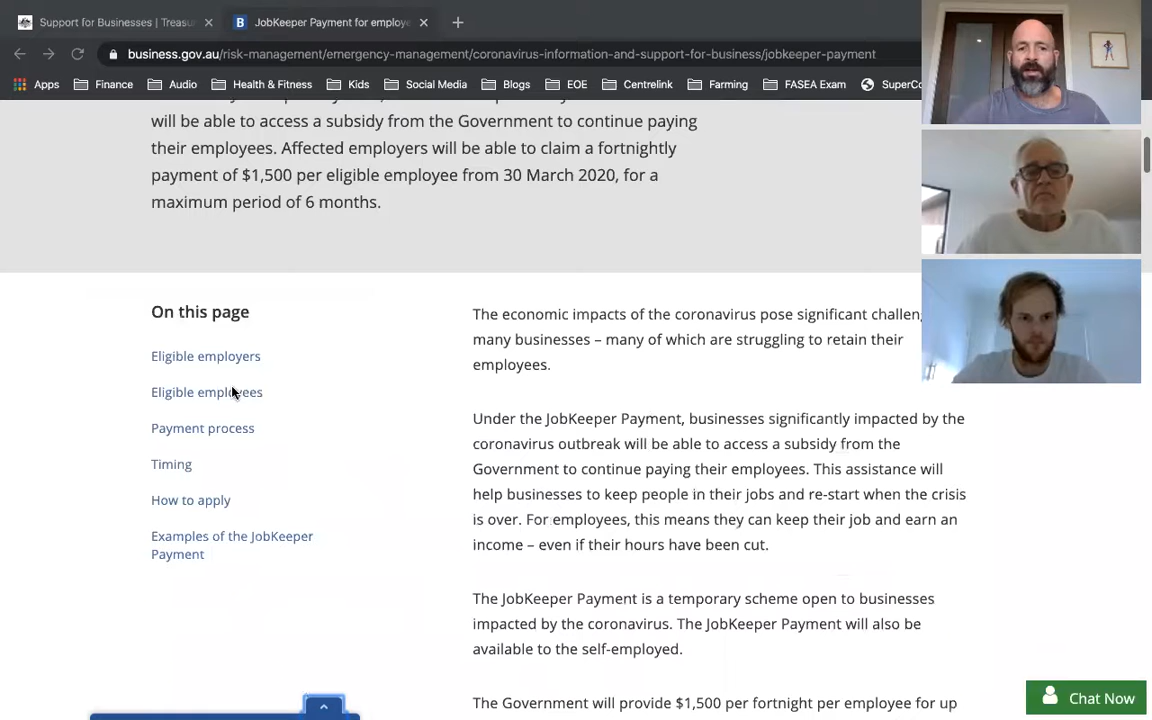 Support for Businesses | Treasu
JobKeeper Payment for employe
business.gov.au/risk-management/emergency-management/coronavirus-information-and-support-for-business/jobkeeper-payment
Apps Finance Audio Health & Fitness Kids Social Media Blogs EOE Centrelink Farming FASEA Exam SuperCo
will be able to access a subsidy from the Government to continue paying
their employees. Affected employers will be able to claim a fortnightly
payment of $1,500 per eligible employee from 30 March 2020, for a
maximum period of 6 months.
On this page
Eligible employers
Eligible employees
Payment process
Timing
How to apply
Examples of the JobKeeper
Payment
The economic impacts of the coronavirus pose significant challeng
many businesses – many of which are struggling to retain their
employees.
Under the JobKeeper Payment, businesses significantly impacted by the
coronavirus outbreak will be able to access a subsidy from the
Government to continue paying their employees. This assistance will
help businesses to keep people in their jobs and re-start when the crisis
is over. For employees, this means they can keep their job and earn an
income – even if their hours have been cut.
The JobKeeper Payment is a temporary scheme open to businesses
impacted by the coronavirus. The JobKeeper Payment will also be
available to the self-employed.
The Government will provide $1,500 per fortnight per employee for up
Chat Now